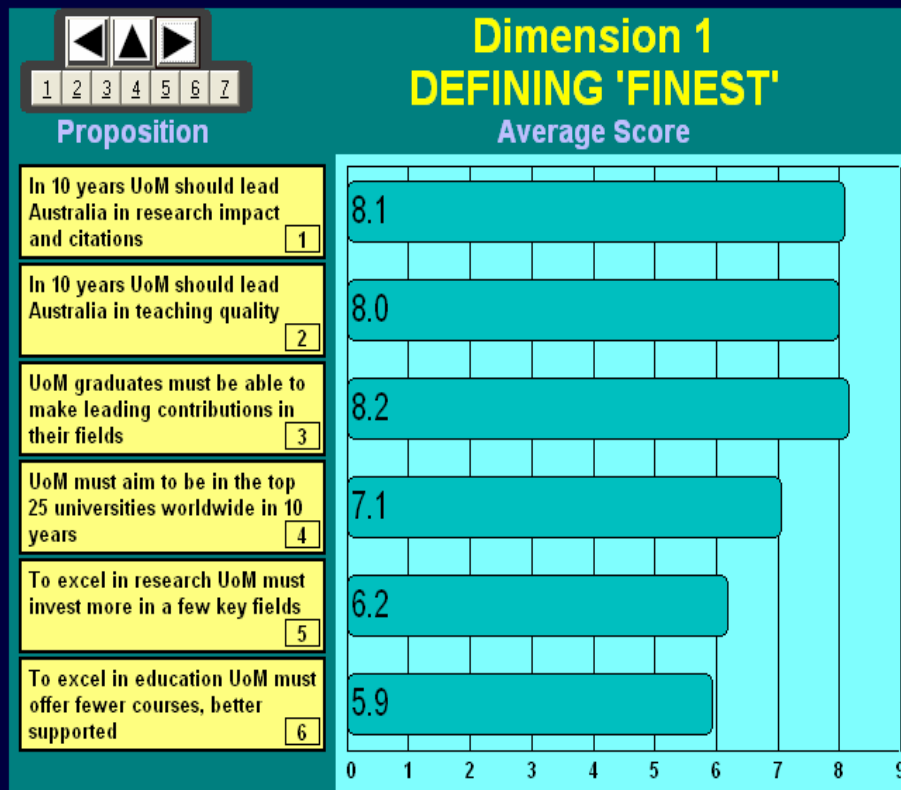 1 2 3 4 5 6 7
Dimension 1
DEFINING 'FINEST'
Proposition
Average Score
In 10 years UoM should lead
Australia in research impact
and citations
1
8.1
In 10 years UoM should lead
Australia in teaching quality
2
8.0
UoM graduates must be able to
make leading contributions in
their fields
3
8.2
UoM must aim to be in the top
25 universities worldwide in 10
years
4
7.1
To excel in research UoM must
invest more in a few key fields
5
6.2
To excel in education UoM must
offer fewer courses, better
supported
6
5.9
0 1 2 3 4 5 6 7 8 9